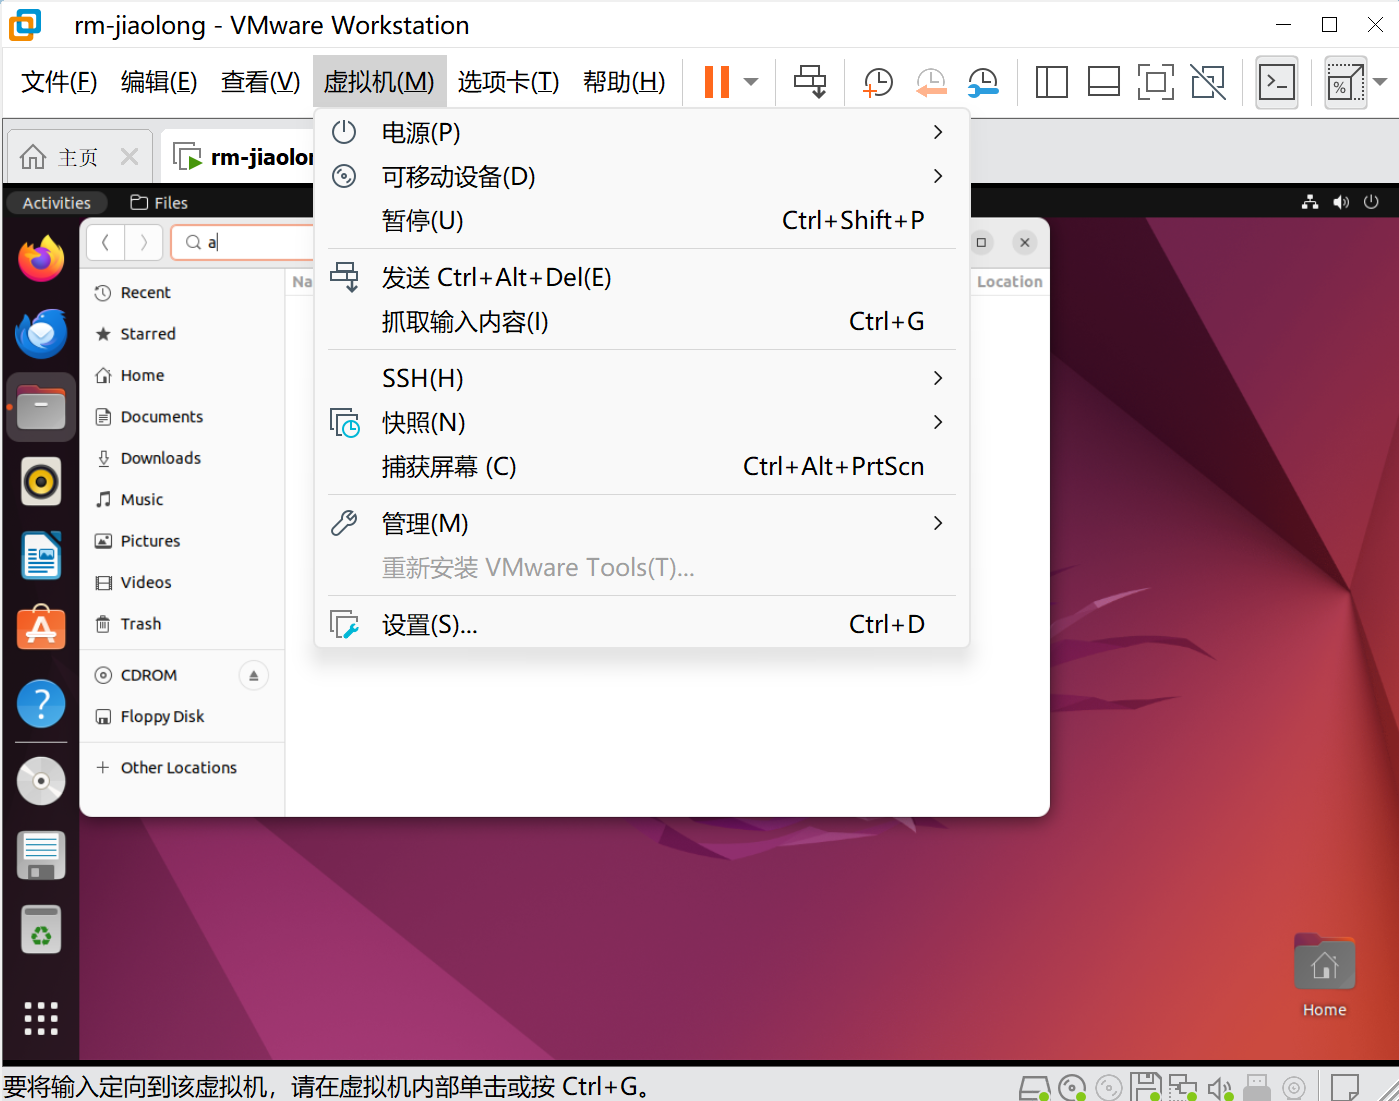 rm-jiaolong - VMware Workstation
文件(F) 编辑(E) 查看(V) 虚拟机(M) 选项卡(T) 帮助(H)
主页 rm-jiaolon
Activities Files
a
Na Location
Recent
Starred
Home
Documents
Downloads
Music
Pictures
Videos
Trash
CDROM
Floppy Disk
Other Locations
电源(P)
可移动设备(D)
暂停(U) Ctrl+Shift+P
发送 Ctrl+Alt+Del(E)
抓取输入内容(I) Ctrl+G
SSH(H)
快照(N)
捕获屏幕 (C) Ctrl+Alt+PrtScn
管理(M)
重新安装 VMware Tools(T)...
设置(S)... Ctrl+D
Home
要将输入定向到该虚拟机，请在虚拟机内部单击或按 Ctrl+G。